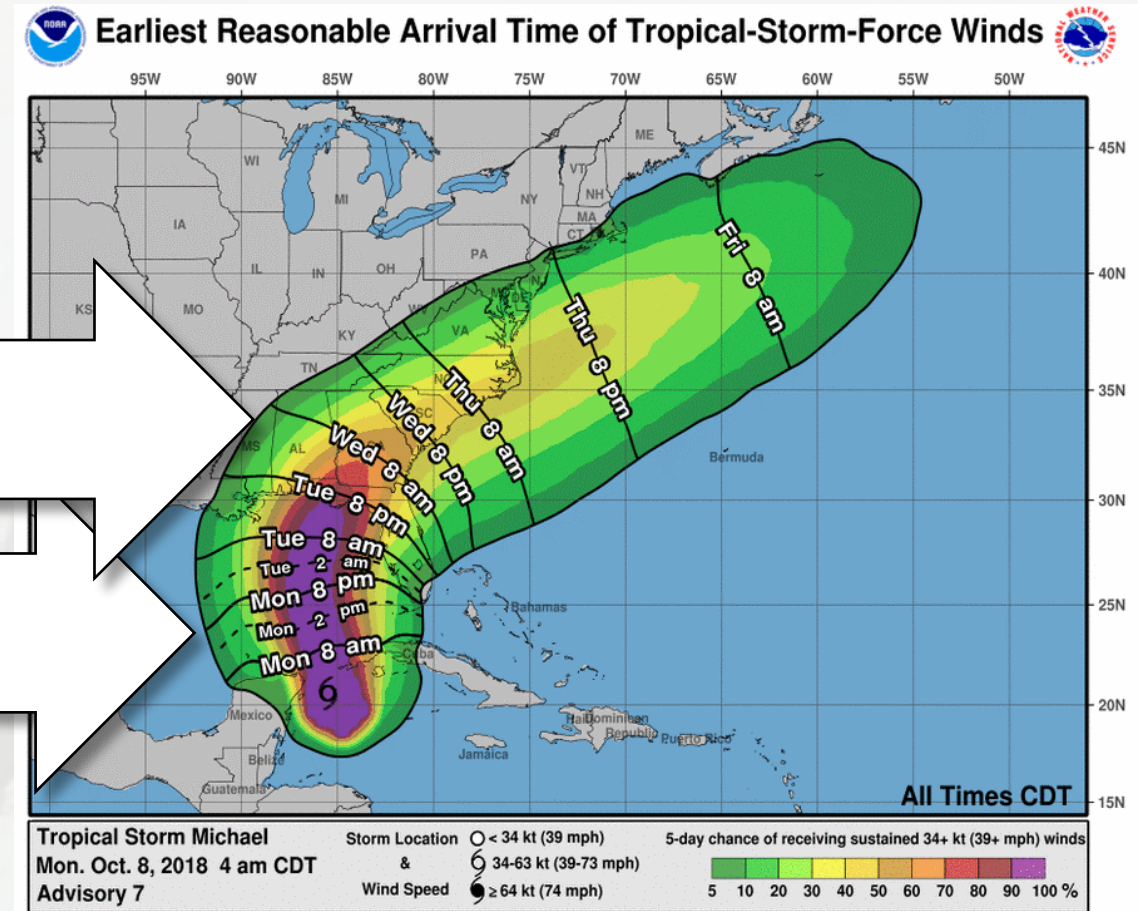 NOAA
Earliest Reasonable Arrival Time of Tropical-Storm-Force Winds
95W 90W 85W 80W 75W 70W 65W 60W 55W 50W
ME
45N
WI
VT
NH
MI
NY
MA
CT
IA
PA
Fri 8 am
40N
IL
IN
OH
DE
KS
MO
WV
VA
KY
Thu 8 pm
TN
NC
35N
Thu 8 am
SC
Wed 8 pm
MS
AL
Wed 8 am
Bermuda
Tue 8 pm
30N
Tue 8 am
Tue 2 am
Mon 8 pm
Bahamas
25N
Mon 2 pm
Mon 8 am
Cuba
Mexico
20N
Haiti
Dominican
Republic
Puerto Rico
Jamaica
Belize
Guatemala
All Times CDT
15N
Tropical Storm Michael
Mon. Oct. 8, 2018 4 am CDT
Advisory 7
Storm Location
&
Wind Speed
< 34 kt (39 mph)
34-63 kt (39-73 mph)
≥ 64 kt (74 mph)
5-day chance of receiving sustained 34+ kt (39+ mph) winds
5 10 20 30 40 50 60 70 80 90 100 %